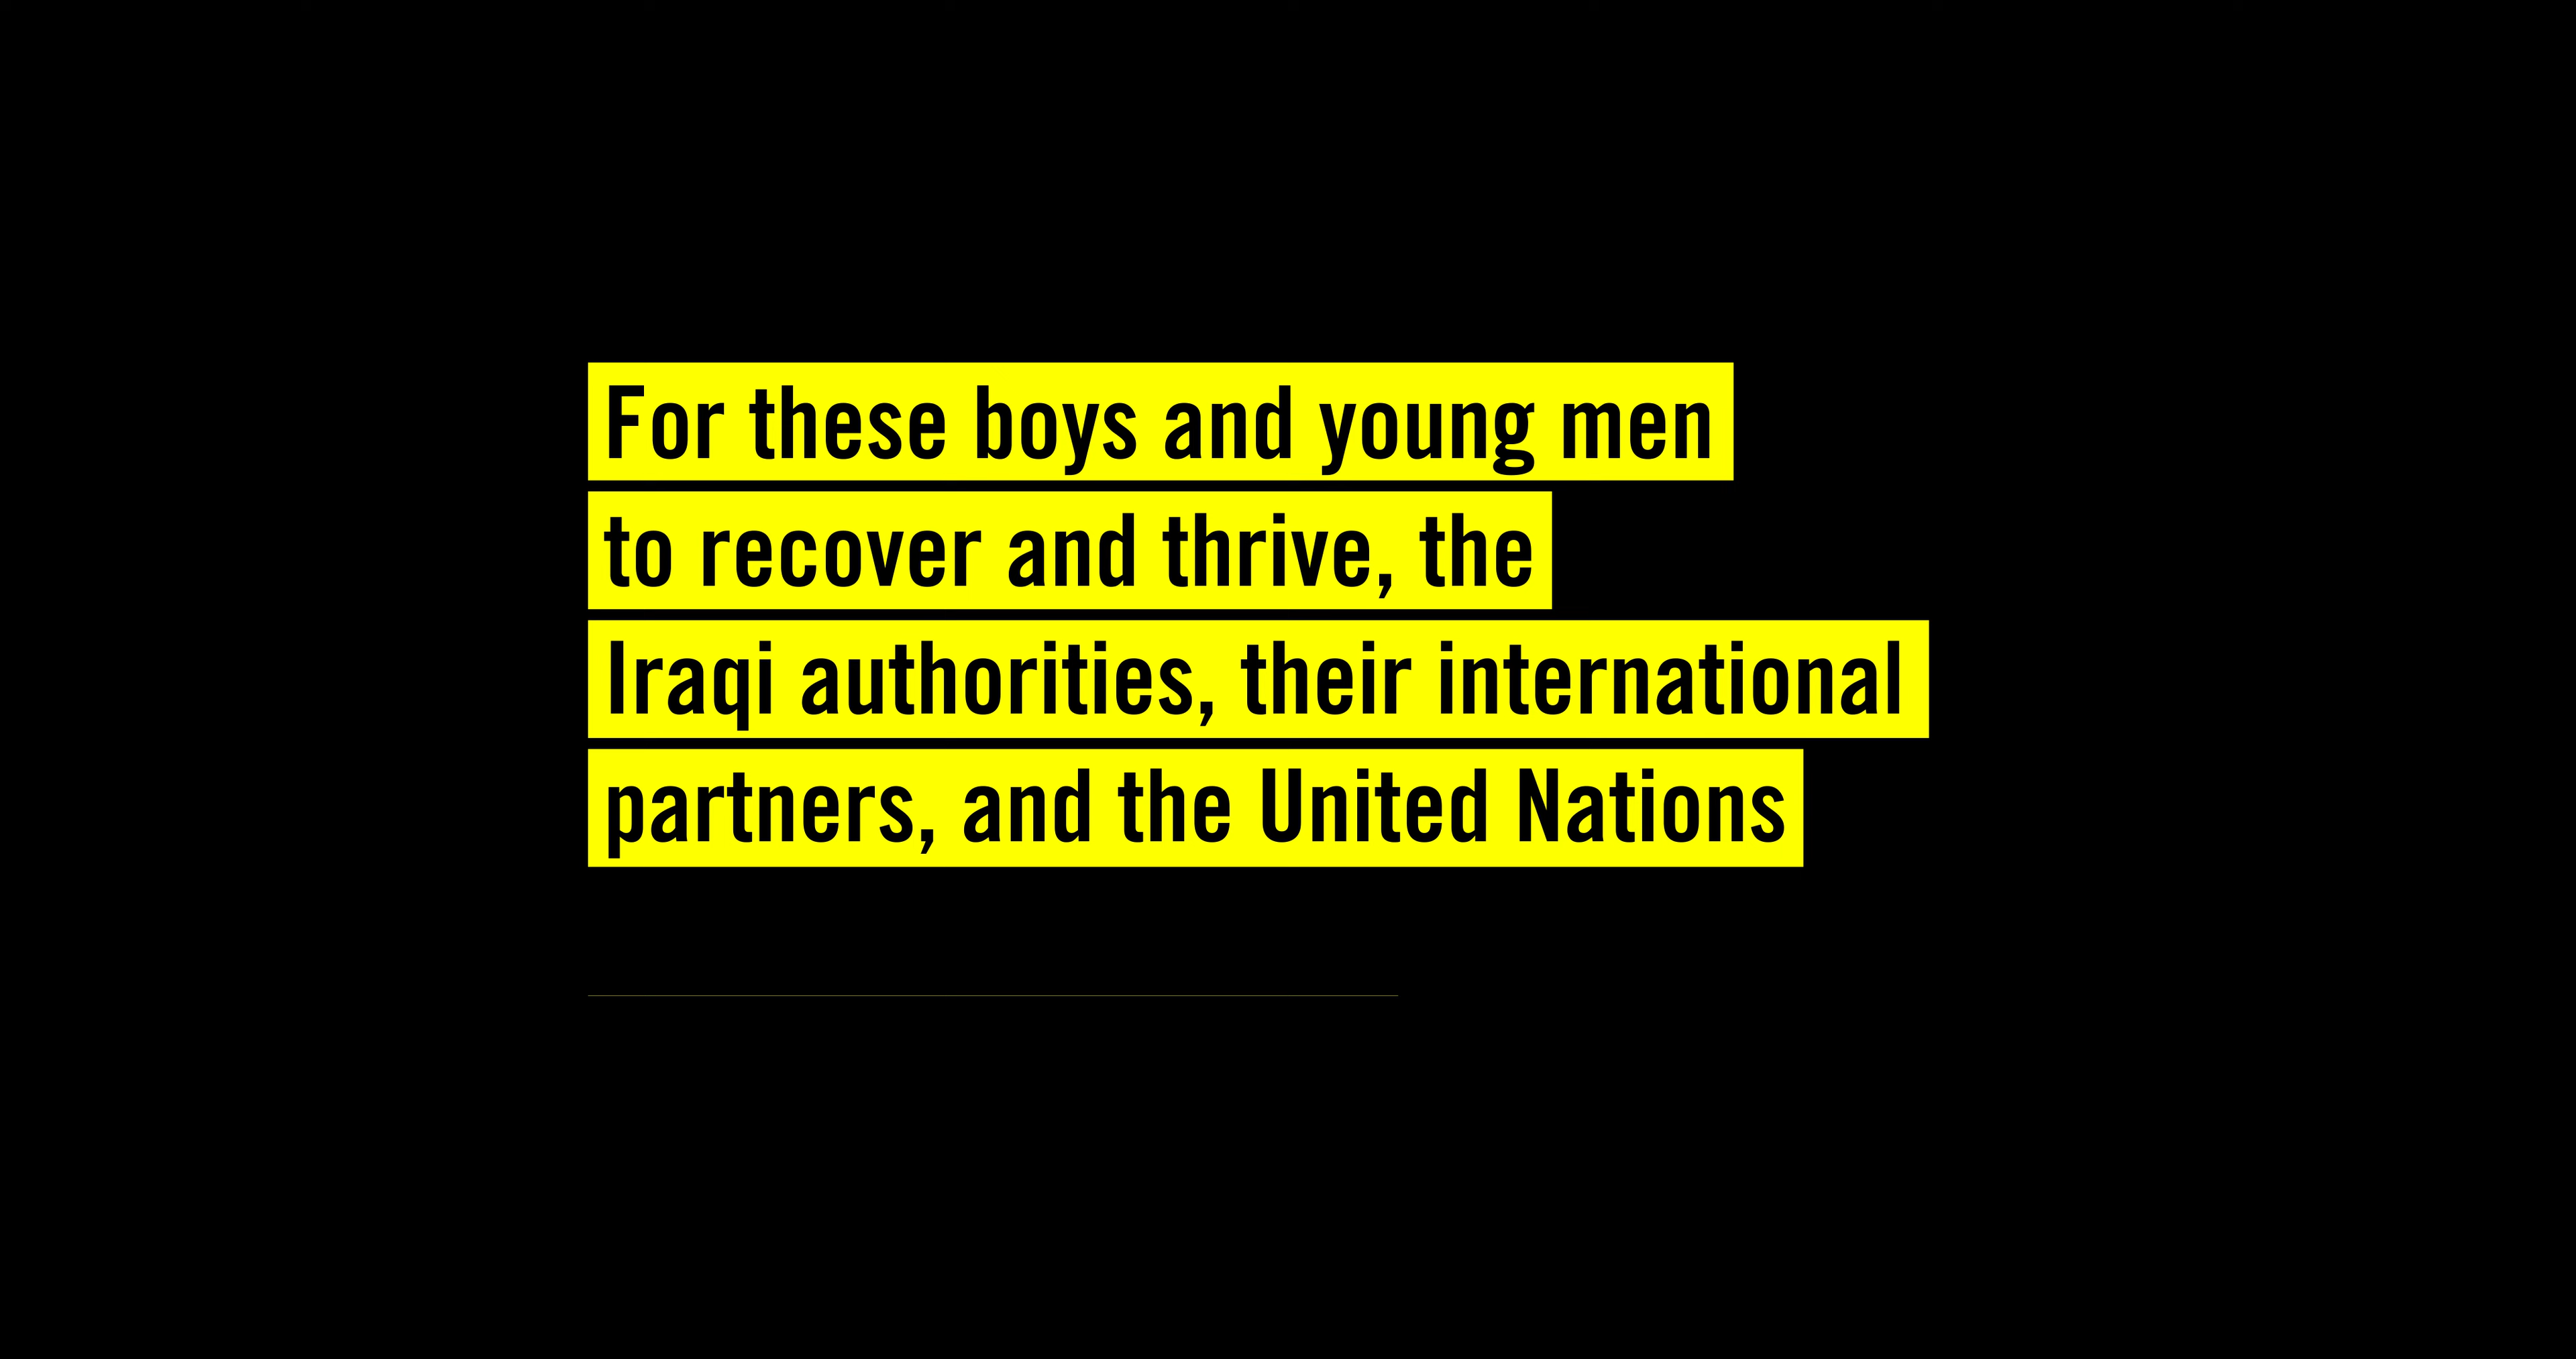 For these boys and young men
to recover and thrive, the
Iraqi authorities, their international
partners, and the United Nations